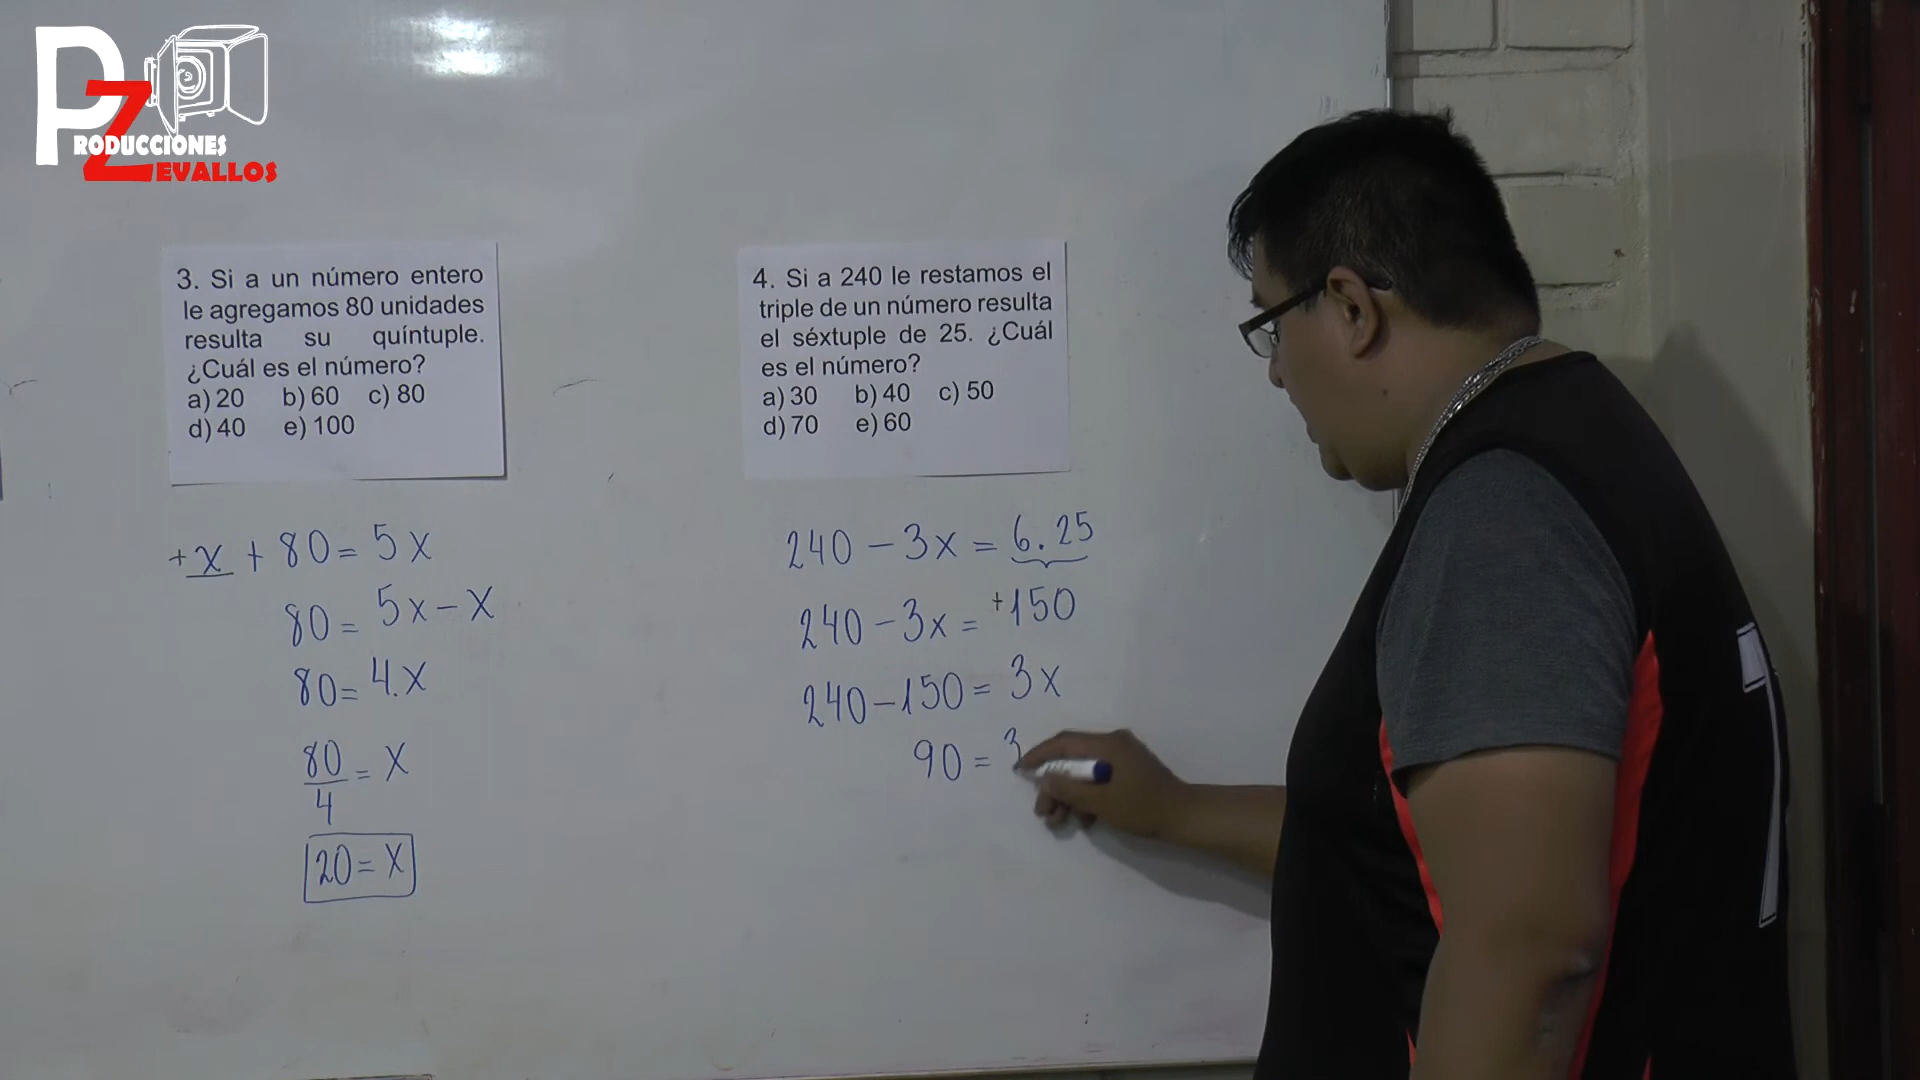 PRODUCCIONES
ZEVALLOS
3. Si a un número entero
le agregamos 80 unidades
resulta su quíntuple.
¿Cuál es el número?
a) 20 b) 60 c) 80
d) 40 e) 100
+x + 80 = 5x
80 = 5x - x
80 = 4.x
80/4 = x
20 = x
4. Si a 240 le restamos el
triple de un número resulta
el séxtuple de 25. ¿Cuál
es el número?
a) 30 b) 40 c) 50
d) 70 e) 60
240 - 3x = 6.25
240 - 3x = +150
240 - 150 = 3x
90 = 3